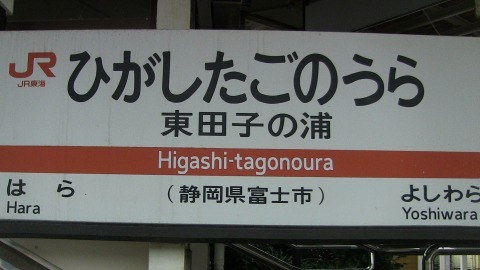 JR
JR東海
ひがしたごのうら
東田子の浦
Higashi-tagonoura
はら
Hara
(静岡県富士市)
よしわら
Yoshiwara